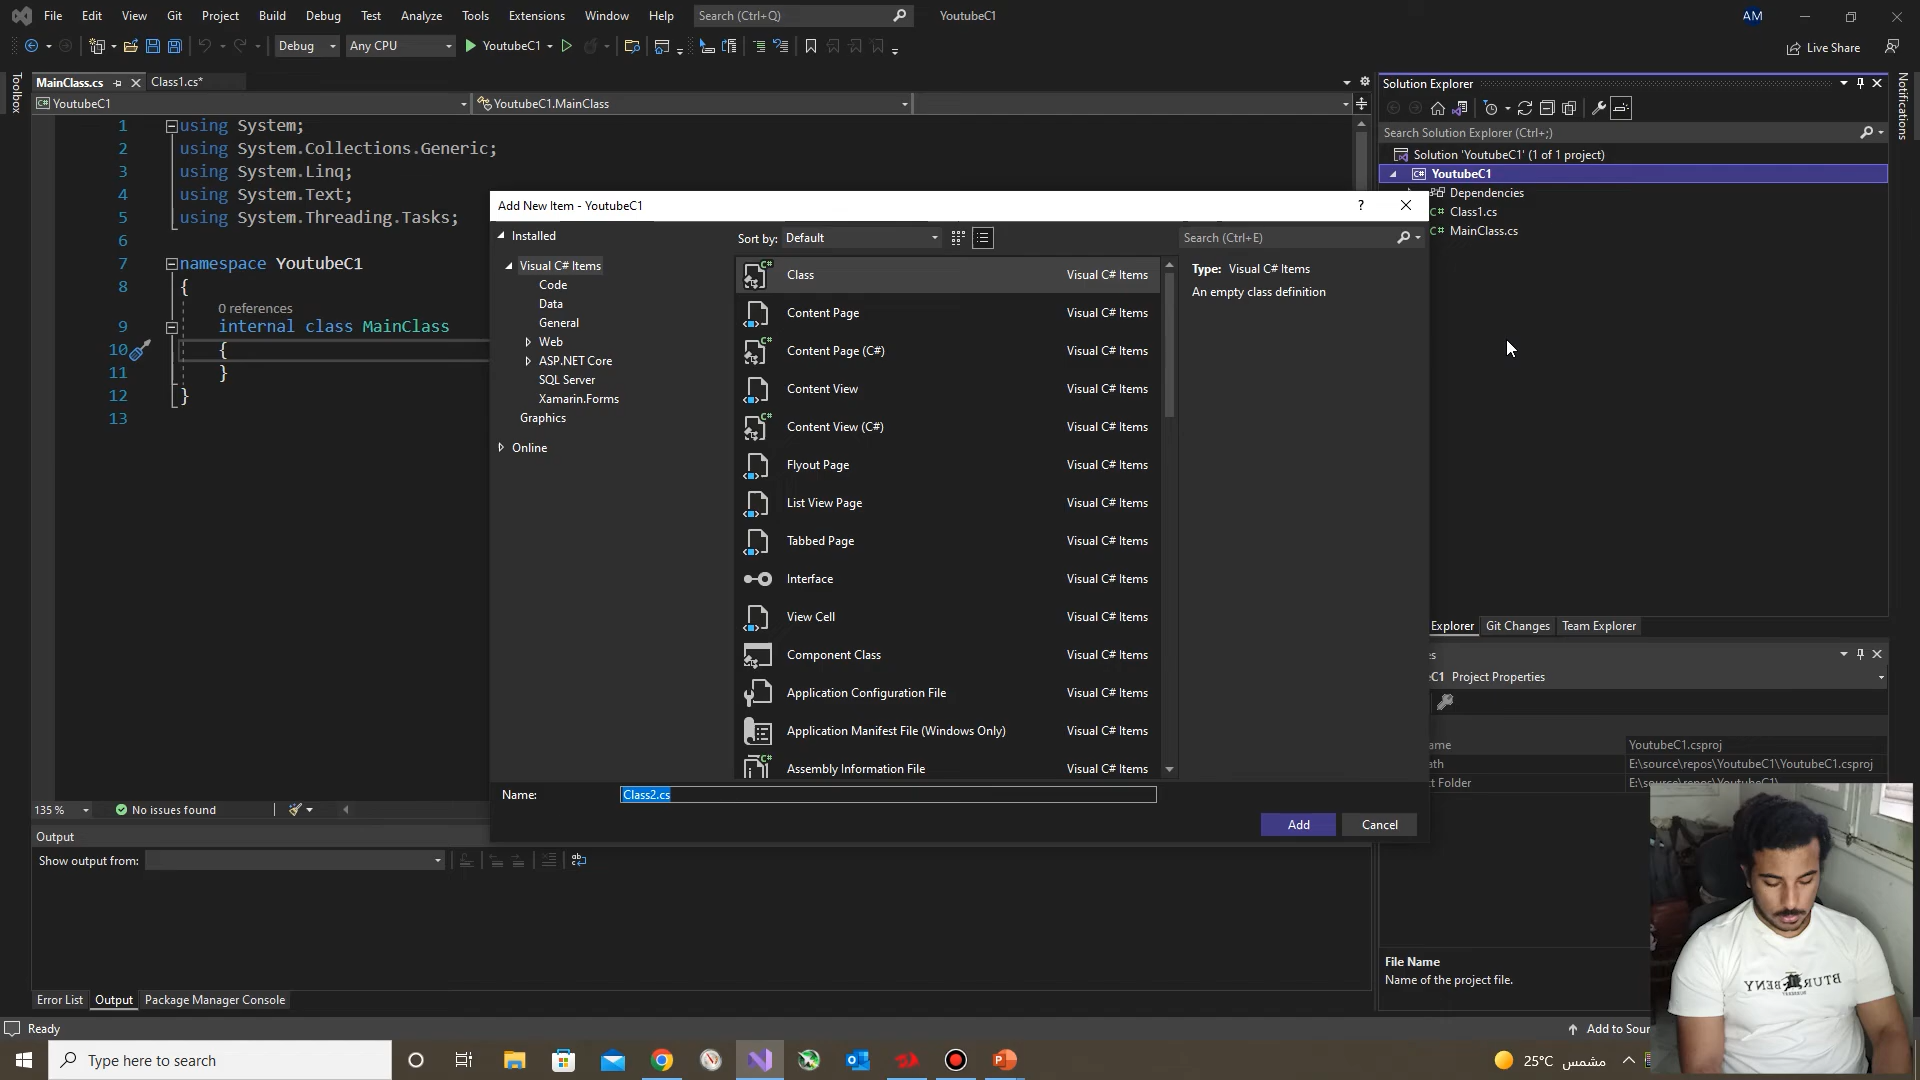 File Edit View Git Project Build Debug Test Analyze Tools Extensions Window Help Search (Ctrl+Q) YoutubeC1 AM
Debug Any CPU YoutubeC1 Live Share
Toolbox
MainClass.cs Class1.cs*
YoutubeC1 YoutubeC1.MainClass
1 using System;
2 using System.Collections.Generic;
3 using System.Linq;
4 using System.Text;
5 using System.Threading.Tasks;
6
7 namespace YoutubeC1
8 {
0 references
9 internal class MainClass
10 {
11 }
12 }
13
135 % No issues found
Add New Item - YoutubeC1 ?
Installed
Sort by: Default
Search (Ctrl+E)
Visual C# Items
Code
Data
General
Web
ASP.NET Core
SQL Server
Xamarin.Forms
Graphics
Online
Class Visual C# Items
Content Page Visual C# Items
Content Page (C#) Visual C# Items
Content View Visual C# Items
Content View (C#) Visual C# Items
Flyout Page Visual C# Items
List View Page Visual C# Items
Tabbed Page Visual C# Items
Interface Visual C# Items
View Cell Visual C# Items
Component Class Visual C# Items
Application Configuration File Visual C# Items
Application Manifest File (Windows Only) Visual C# Items
Assembly Information File Visual C# Items
Type: Visual C# Items
An empty class definition
Name: Class2.cs
Add Cancel
Solution Explorer
Notifications
Search Solution Explorer (Ctrl+;)
Solution 'YoutubeC1' (1 of 1 project)
YoutubeC1
Dependencies
C# Class1.cs
C# MainClass.cs
Explorer Git Changes Team Explorer
es
C1 Project Properties
ame YoutubeC1.csproj
ath E:\source\repos\YoutubeC1\YoutubeC1.csproj
ct Folder E:\source\repos\YoutubeC1\
File Name
Name of the project file.
Output
Show output from:
Error List Output Package Manager Console
Ready
Add to Sour
Type here to search
25°C مشمس